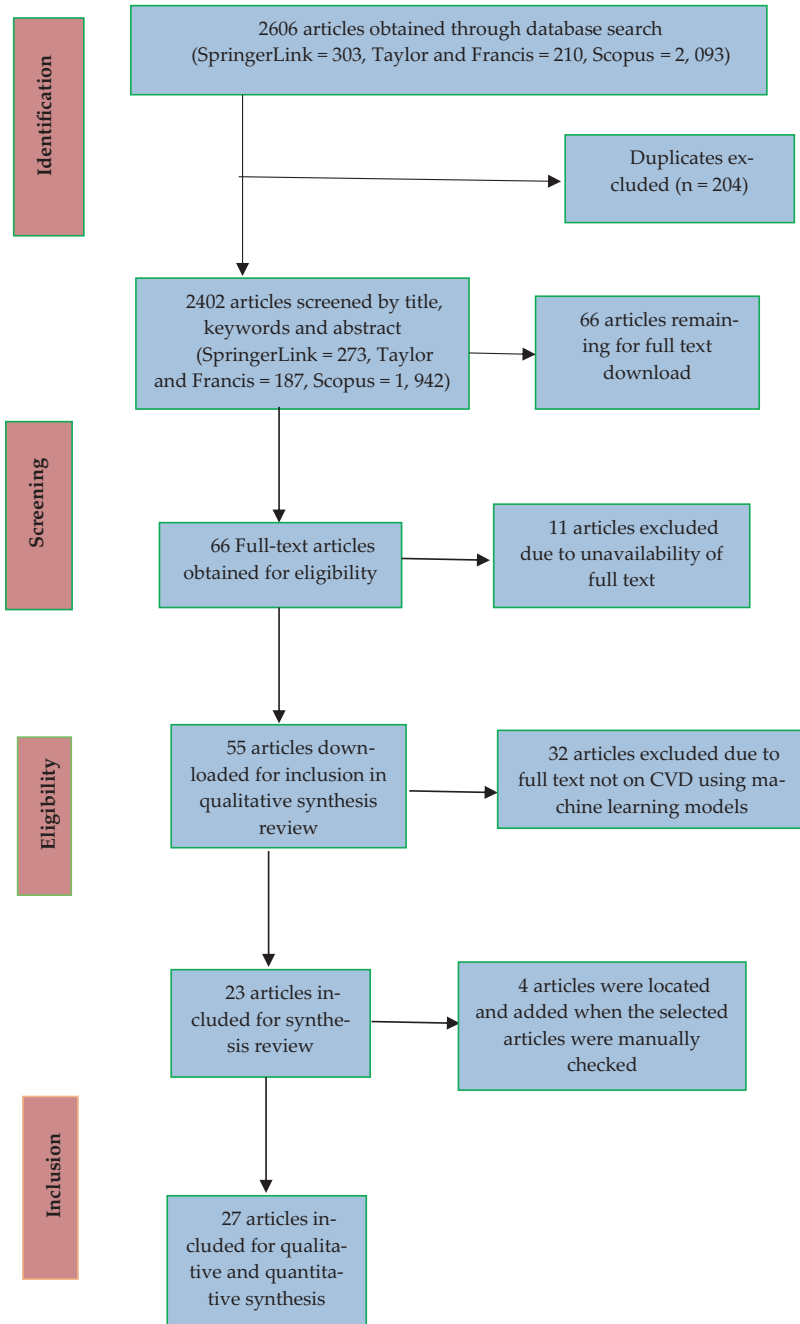 Identification
2606 articles obtained through database search
(SpringerLink = 303, Taylor and Francis = 210, Scopus = 2, 093)
Duplicates ex-
cluded (n = 204)
2402 articles screened by title,
keywords and abstract
(SpringerLink = 273, Taylor
and Francis = 187, Scopus = 1, 942)
66 articles remain-
ing for full text
download
Screening
66 Full-text articles
obtained for eligibility
11 articles excluded
due to unavailability of
full text
Eligibility
55 articles down-
loaded for inclusion in
qualitative synthesis
review
32 articles excluded due to
full text not on CVD using ma-
chine learning models
23 articles in-
cluded for synthe-
sis review
4 articles were located
and added when the selected
articles were manually
checked
Inclusion
27 articles in-
cluded for qualita-
tive and quantita-
tive synthesis